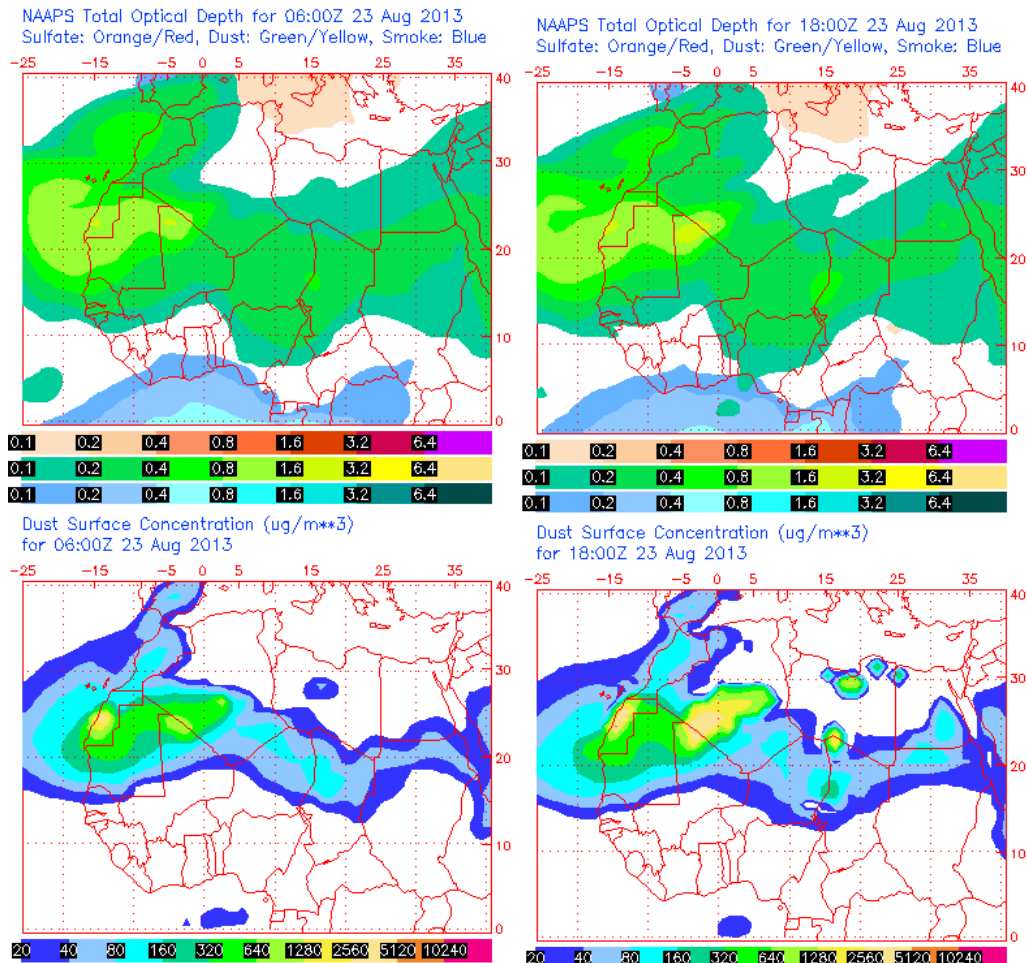 NAAPS Total Optical Depth for 06:00Z 23 Aug 2013
Sulfate: Orange/Red, Dust: Green/Yellow, Smoke: Blue
-25 -15 -5 0 5 15 25 35
40
30
20
10
0
0.1 0.2 0.4 0.8 1.6 3.2 6.4
0.1 0.2 0.4 0.8 1.6 3.2 6.4
0.1 0.2 0.4 0.8 1.6 3.2 6.4
NAAPS Total Optical Depth for 18:00Z 23 Aug 2013
Sulfate: Orange/Red, Dust: Green/Yellow, Smoke: Blue
-25 -15 -5 0 5 15 25 35
40
30
20
10
0
0.1 0.2 0.4 0.8 1.6 3.2 6.4
0.1 0.2 0.4 0.8 1.6 3.2 6.4
0.1 0.2 0.4 0.8 1.6 3.2 6.4
Dust Surface Concentration (ug/m**3)
for 06:00Z 23 Aug 2013
-25 -15 -5 0 5 15 25 35
40
30
20
10
0
20 40 80 160 320 640 1280 2560 5120 10240
Dust Surface Concentration (ug/m**3)
for 18:00Z 23 Aug 2013
-25 -15 -5 0 5 15 25 35
40
30
20
10
0
20 40 80 160 320 640 1280 2560 5120 10240